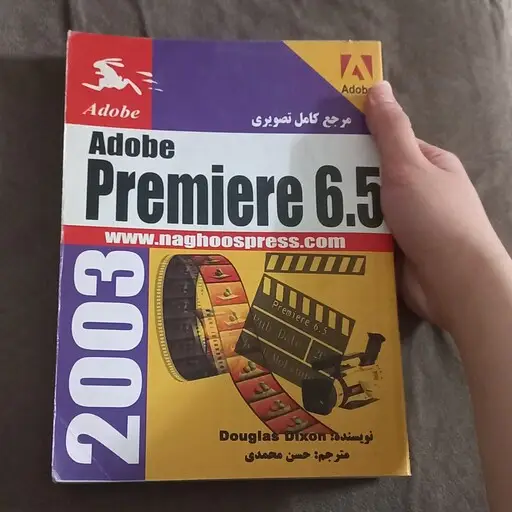 Adobe
Adobe
مرجع کامل تصویری
Adobe
Premiere 6.5
www.naghoospress.com
2003
Premiere 6.5
نویسنده: Douglas Dixon
مترجم: حسن محمدی